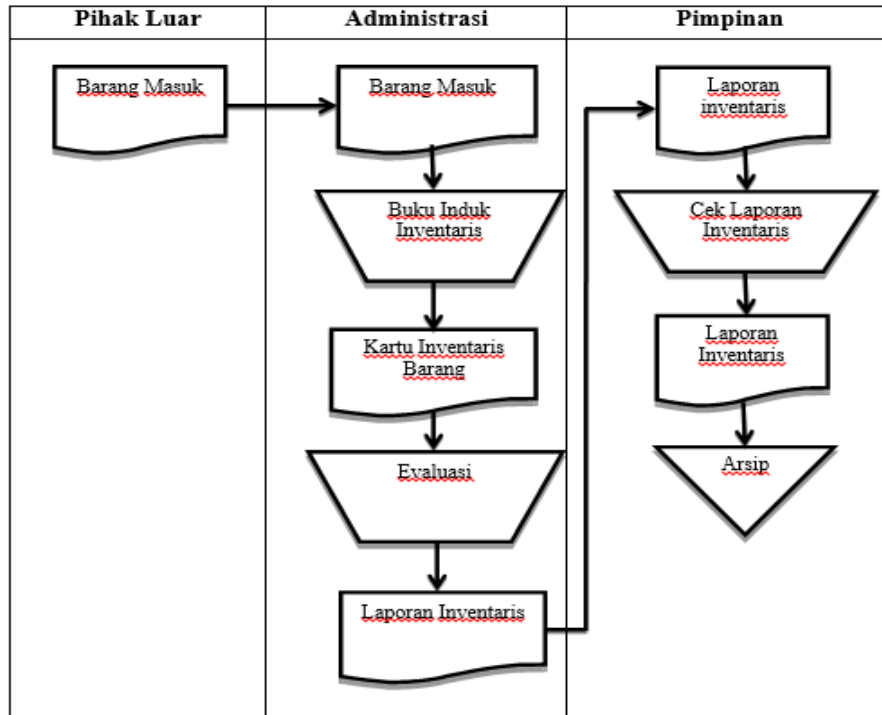 Pihak Luar
Administrasi
Pimpinan
Barang Masuk
Barang Masuk
Buku Induk
Inventaris
Kartu Inventaris
Barang
Evaluasi
Laporan Inventaris
Laporan
inventaris
Cek Laporan
Inventaris
Laporan
Inventaris
Arsip